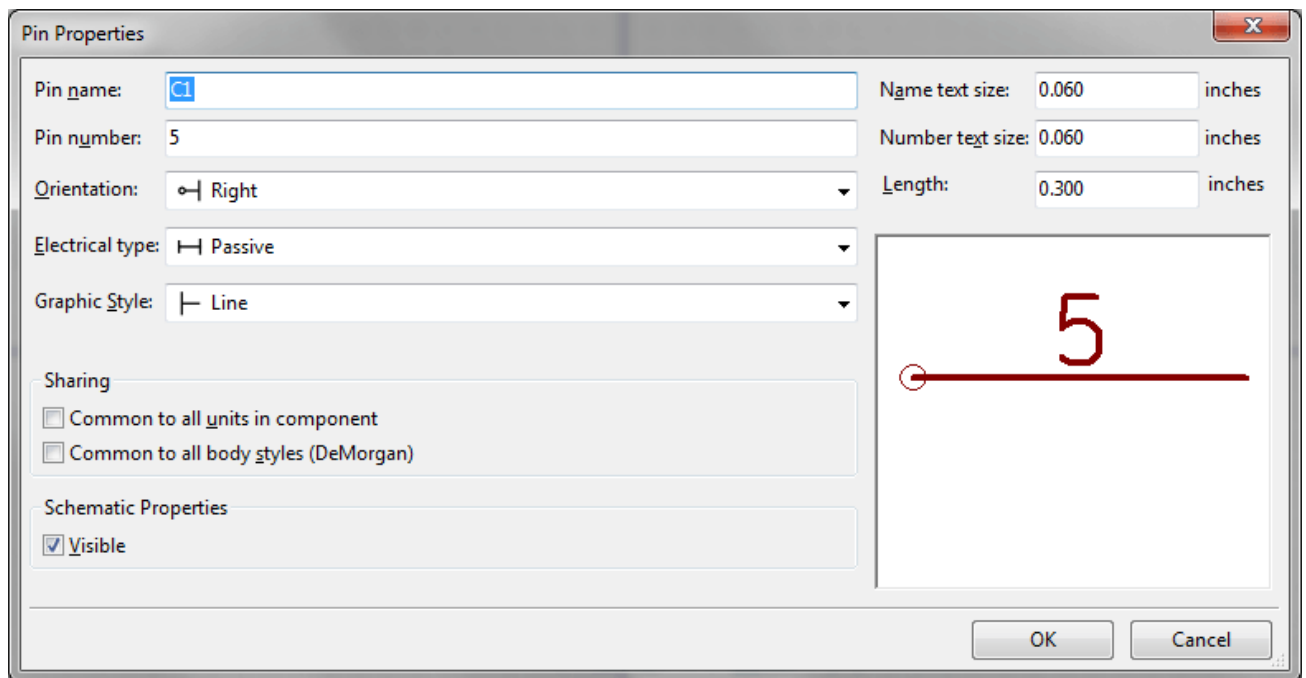 Pin Properties
Pin name: C1
Name text size: 0.060 inches
Pin number: 5
Number text size: 0.060 inches
Orientation: Right
Length: 0.300 inches
Electrical type: Passive
Graphic Style: Line
5
Sharing
Common to all units in component
Common to all body styles (DeMorgan)
Schematic Properties
Visible
OK
Cancel